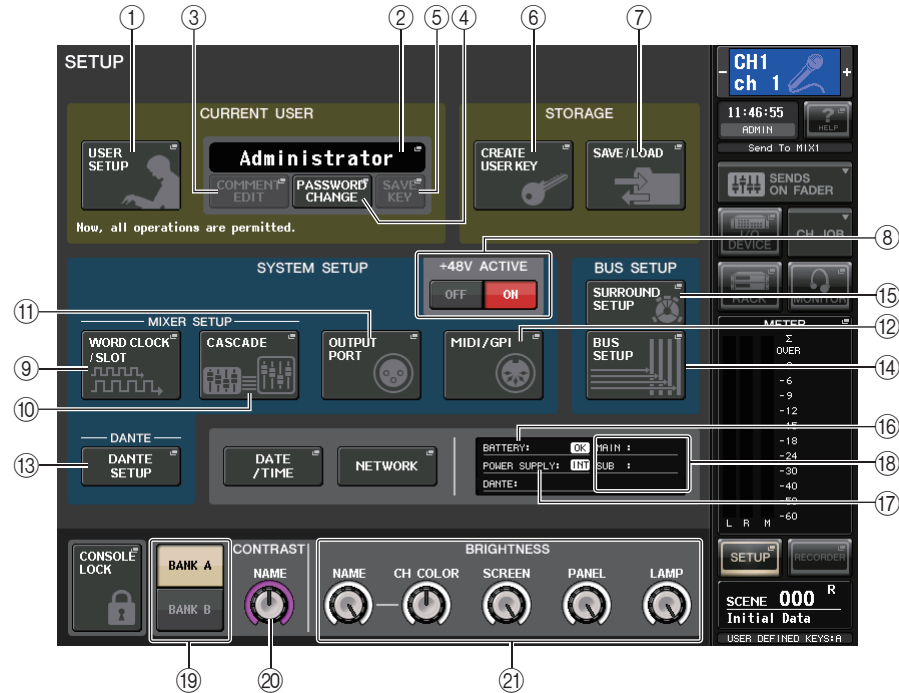 ① ③ ② ④ ⑤ ⑥ ⑦
SETUP
CH1
ch 1
- +
CURRENT USER
STORAGE
11:46:55
ADMIN
HELP
Send To MIX1
USER SETUP
Administrator
COMMENT EDIT
PASSWORD CHANGE
SAVE KEY
CREATE USER KEY
SAVE/LOAD
Now, all operations are permitted.
SENDS ON FADER
I/O DEVICE
CH JOB
RACK
MONITOR
⑧
SYSTEM SETUP
+48V ACTIVE
OFF
ON
BUS SETUP
SURROUND SETUP
⑮
⑪
MIXER SETUP
WORD CLOCK /SLOT
CASCADE
OUTPUT PORT
MIDI/GPI
BUS SETUP
⑫
⑨
⑩
⑭
METER
Σ
OVER
-6
-9
-12
-15
-18
-24
-30
-40
-50
-60
L R M
DANTE
DANTE SETUP
⑬
DATE /TIME
NETWORK
BATTERY: OK MAIN :
POWER SUPPLY: INT SUB :
DANTE:
⑯
⑱
⑰
CONSOLE LOCK
BANK A
BANK B
CONTRAST
NAME
BRIGHTNESS
NAME
CH COLOR
SCREEN
PANEL
LAMP
SETUP
RECORDER
SCENE 000 R
Initial Data
USER DEFINED KEYS:A
⑲ ⑳ ㉑